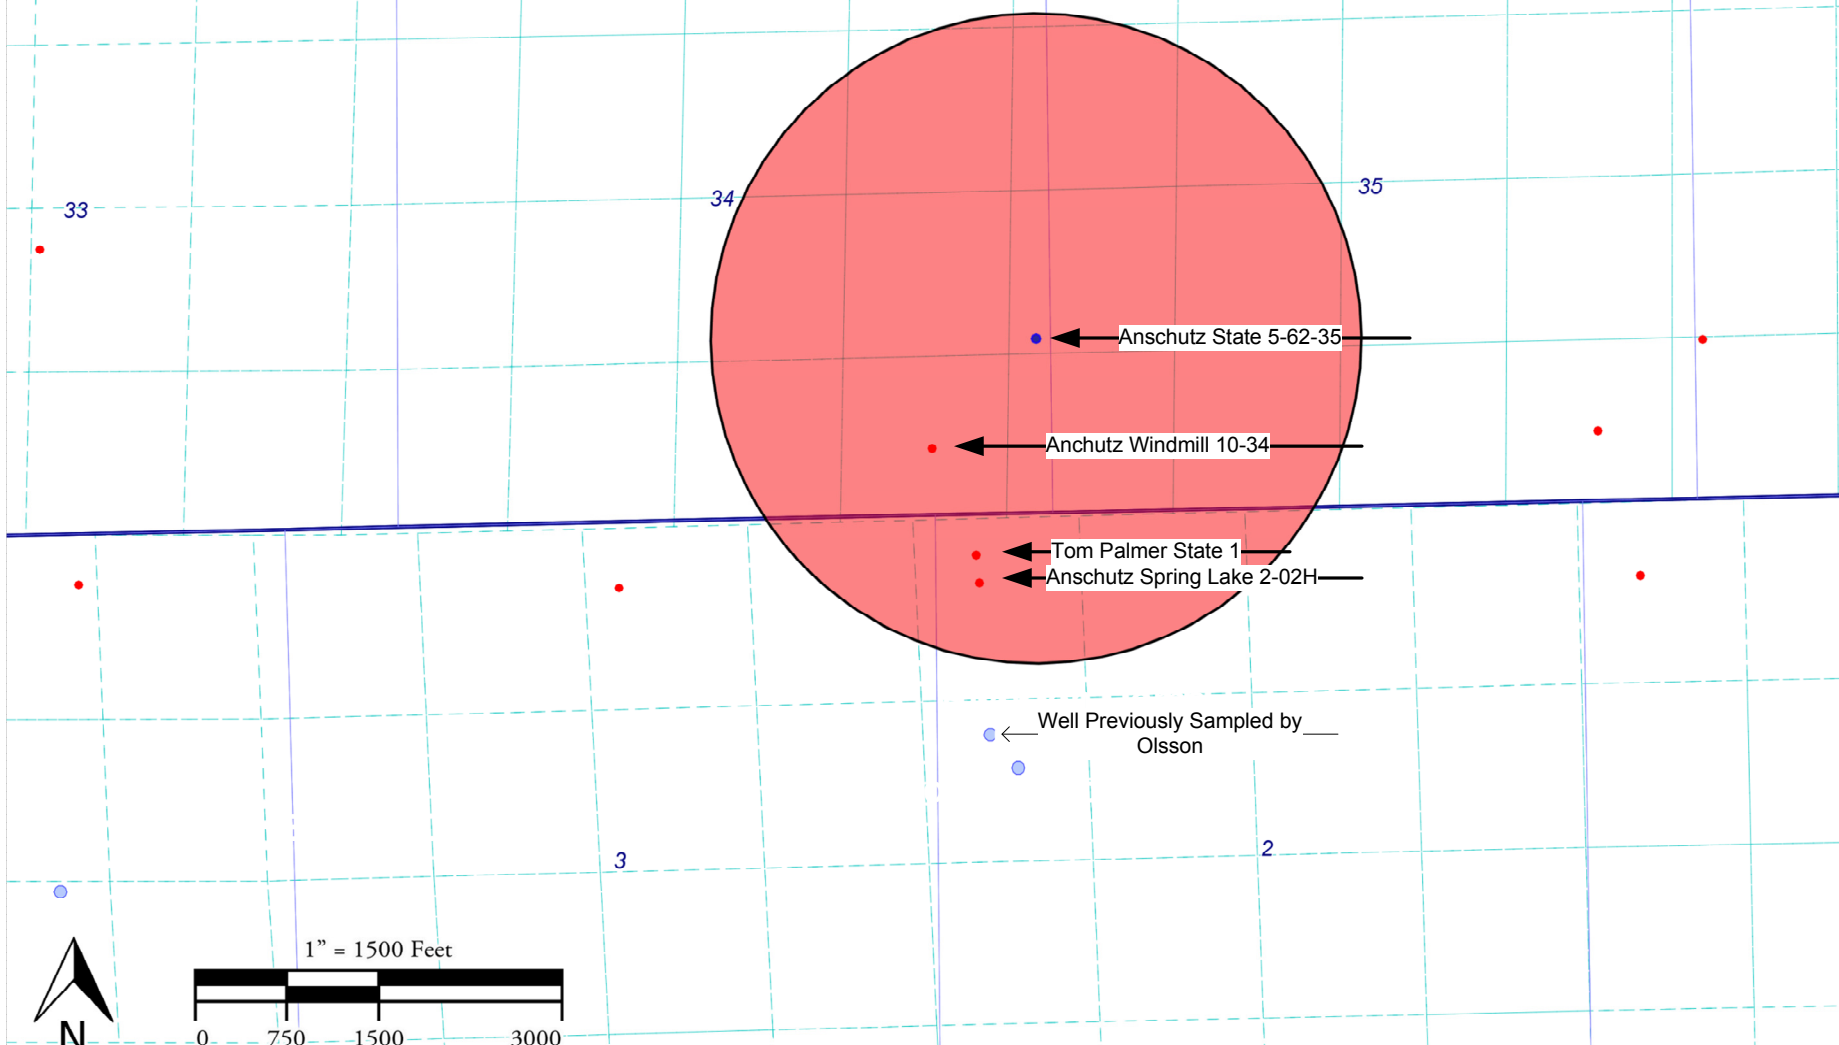 33
34
35
Anschutz State 5-62-35
Anchutz Windmill 10-34
Tom Palmer State 1
Anschutz Spring Lake 2-02H
Well Previously Sampled by
Olsson
3
2
1” = 1500 Feet
0 750 1500 3000
N